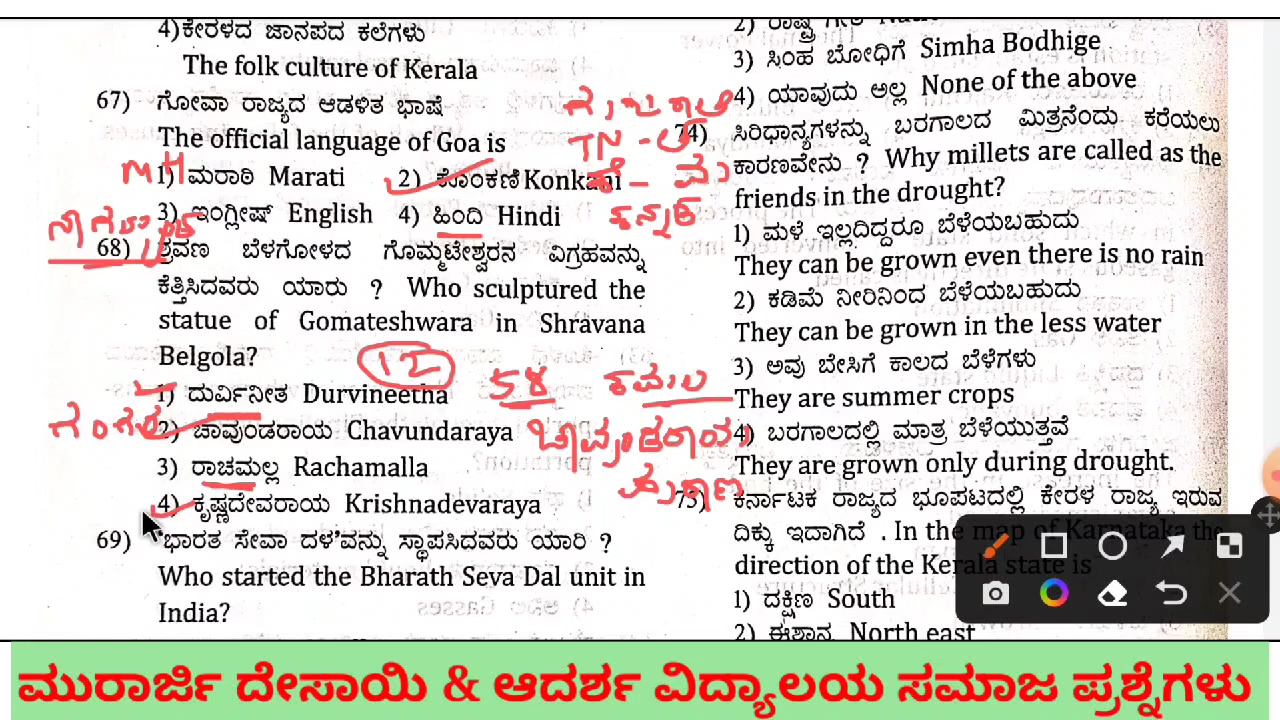 4)ಕೇರಳದ ಜಾನಪದ ಕಲೆಗಳು
The folk culture of Kerala
67) ಗೋವಾ ರಾಜ್ಯದ ಆಡಳಿತ ಭಾಷೆ
The official language of Goa is
MH
1) ಮರಾಠಿ Marati 2) ಕೊಂಕಣಿ Konkani
3) ಇಂಗ್ಲೀಷ್ English 4) ಹಿಂದಿ Hindi
TN -
ಕನ್ನಡ
68) ಶ್ರವಣ ಬೆಳಗೋಳದ ಗೊಮ್ಮಟೇಶ್ವರನ ವಿಗ್ರಹವನ್ನು
ಕೆತ್ತಿಸಿದವರು ಯಾರು ? Who sculptured the
statue of Gomateshwara in Shravana
Belgola?
12
58
1) ದುರ್ವಿನೀತ Durvineetha
2) ಚಾವುಂಡರಾಯ Chavundaraya
ಚಾವುಂಡರಾಯ
ಪುರಾಣ
3) ರಾಚಮಲ್ಲ Rachamalla
4) ಕೃಷ್ಣದೇವರಾಯ Krishnadevaraya
69) 'ಭಾರತ ಸೇವಾ ದಳ'ವನ್ನು ಸ್ಥಾಪಸಿದವರು ಯಾರಿ ?
Who started the Bharath Seva Dal unit in
India?
2) ರಾಷ್ಟ್ರ
3) ಸಿಂಹ ಬೋಧಿಗೆ Simha Bodhige
4) ಯಾವುದು ಅಲ್ಲ None of the above
74) ಸಿರಿಧಾನ್ಯಗಳನ್ನು ಬರಗಾಲದ ಮಿತ್ರನೆಂದು ಕರೆಯಲು
ಕಾರಣವೇನು ? Why millets are called as the
friends in the drought?
1) ಮಳೆ ಇಲ್ಲದಿದ್ದರೂ ಬೆಳೆಯಬಹುದು
They can be grown even there is no rain
2) ಕಡಿಮೆ ನೀರಿನಿಂದ ಬೆಳೆಯಬಹುದು
They can be grown in the less water
3) ಅವು ಬೇಸಿಗೆ ಕಾಲದ ಬೆಳೆಗಳು
They are summer crops
4) ಬರಗಾಲದಲ್ಲಿ ಮಾತ್ರ ಬೆಳೆಯುತ್ತವೆ
They are grown only during drought.
75) ಕರ್ನಾಟಕ ರಾಜ್ಯದ ಭೂಪಟದಲ್ಲಿ ಕೇರಳ ರಾಜ್ಯ ಇರುವ
ದಿಕ್ಕು ಇದಾಗಿದೆ . In the map of Karnataka the
direction of the Kerala state is
1) ದಕ್ಷಿಣ South
2) ಈಶಾನ್ಯ North east
ಮುರಾರ್ಜಿ ದೇಸಾಯಿ & ಆದರ್ಶ ವಿದ್ಯಾಲಯ ಸಮಾಜ ಪ್ರಶ್ನೆಗಳು